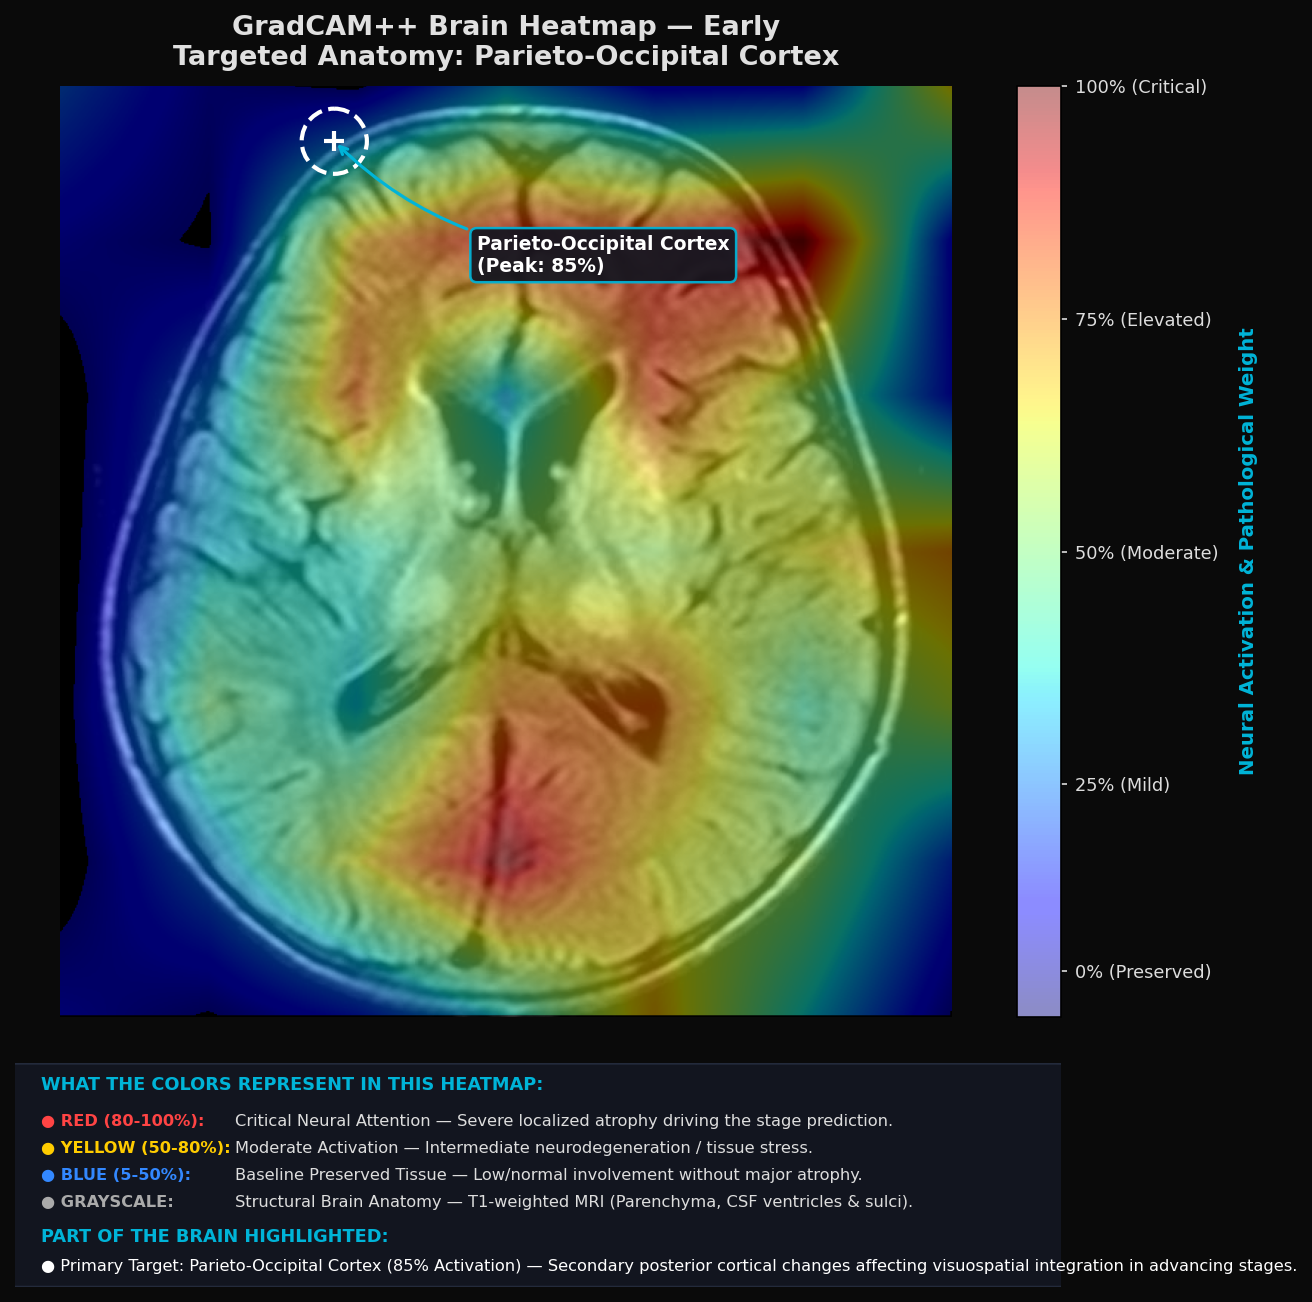 GradCAM++ Brain Heatmap — Early
Targeted Anatomy: Parieto-Occipital Cortex
Parieto-Occipital Cortex
(Peak: 85%)
100% (Critical)
75% (Elevated)
50% (Moderate)
25% (Mild)
0% (Preserved)
Neural Activation & Pathological Weight
WHAT THE COLORS REPRESENT IN THIS HEATMAP:
● RED (80-100%): Critical Neural Attention — Severe localized atrophy driving the stage prediction.
● YELLOW (50-80%): Moderate Activation — Intermediate neurodegeneration / tissue stress.
● BLUE (5-50%): Baseline Preserved Tissue — Low/normal involvement without major atrophy.
● GRAYSCALE: Structural Brain Anatomy — T1-weighted MRI (Parenchyma, CSF ventricles & sulci).
PART OF THE BRAIN HIGHLIGHTED:
● Primary Target: Parieto-Occipital Cortex (85% Activation) — Secondary posterior cortical changes affecting visuospatial integration in advancing stages.